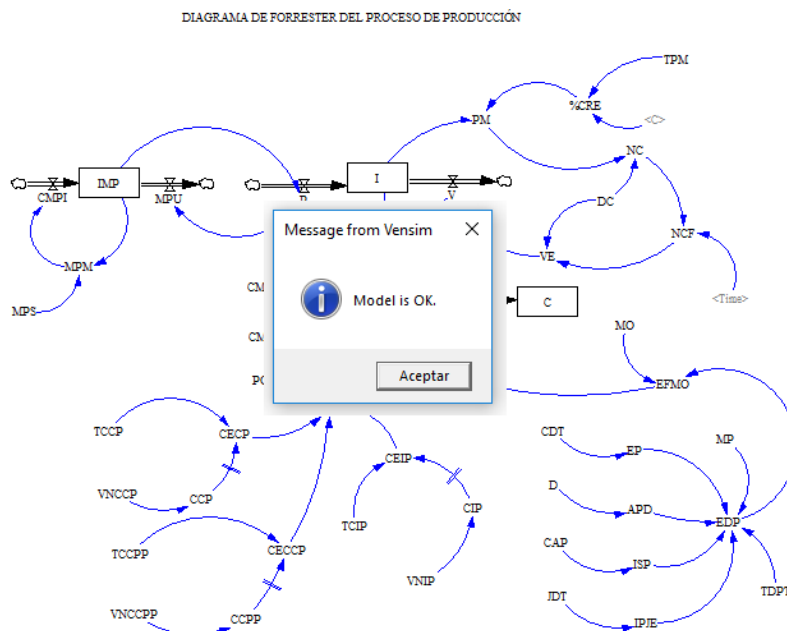 DIAGRAMA DE FORRESTER DEL PROCESO DE PRODUCCIÓN
TPM
%CRE
<C>
PM
NC
IMP
I
CMPI
MPU
V
DC
Message from Vensim
NCF
VE
MPM
Model is OK.
C
<Time>
MPS
MO
Aceptar
EFMO
TCCP
CECP
CDT
EP
MP
CEIP
VNCCP
CCP
D
APD
EDP
TCIP
CIP
TCCPP
CECCP
CAP
ISP
VNIP
TDPT
JDT
VNCCPP
CCPP
IPJE